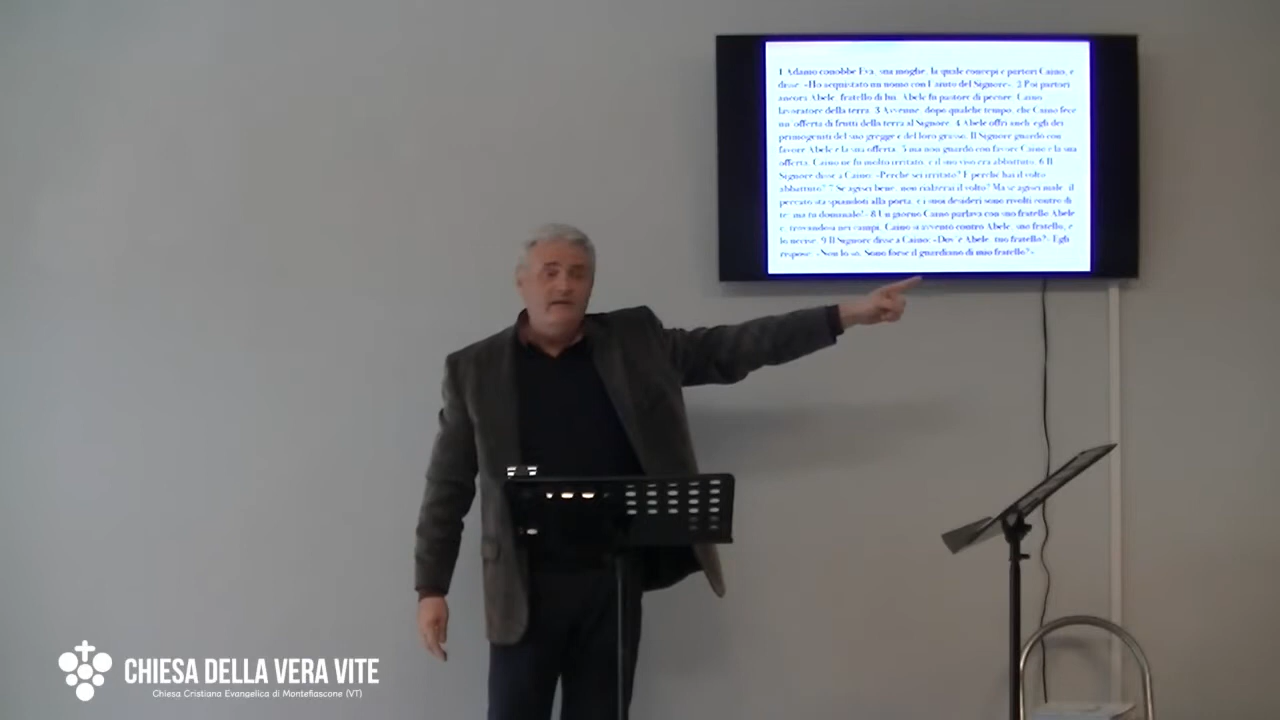 1 Adamo conobbe Eva, sua moglie, la quale concepì e partorì Caino, e
disse: «Ho acquistato un uomo con l'aiuto del Signore». 2 Poi partorì
ancora Abele, fratello di lui. Abele fu pastore di pecore; Caino
lavoratore della terra. 3 Avvenne, dopo qualche tempo, che Caino fece
un'offerta di frutti della terra al Signore. 4 Abele offrì anch'egli dei
primogeniti del suo gregge e del loro grasso. Il Signore guardò con
favore Abele e la sua offerta, 5 ma non guardò con favore Caino e la sua
offerta. Caino ne fu molto irritato, e il suo viso era abbattuto. 6 Il
Signore disse a Caino: «Perché sei irritato? E perché hai il volto
abbattuto? 7 Se agisci bene, non rialzerai il volto? Ma se agisci male, il
peccato sta spiandoti alla porta, e i suoi desideri sono rivolti contro di
te; ma tu dominalo!» 8 Un giorno Caino parlava con suo fratello Abele
e, trovandosi nei campi, Caino si avventò contro Abele, suo fratello, e
lo uccise. 9 Il Signore disse a Caino: «Dov'è Abele, tuo fratello?» Egli
rispose: «Non lo so. Sono forse il guardiano di mio fratello?»
CHIESA DELLA VERA VITE
Chiesa Cristiana Evangelica di Montefiascone (VT)